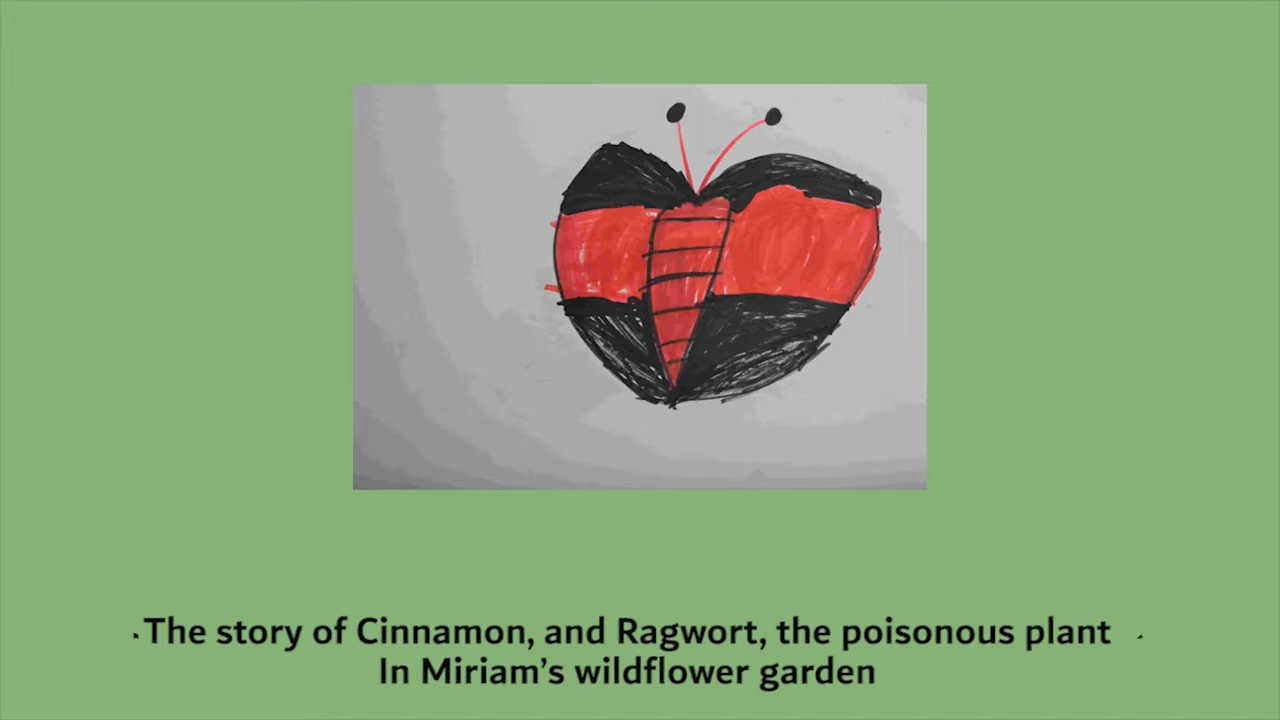 The story of Cinnamon, and Ragwort, the poisonous plant
In Miriam’s wildflower garden